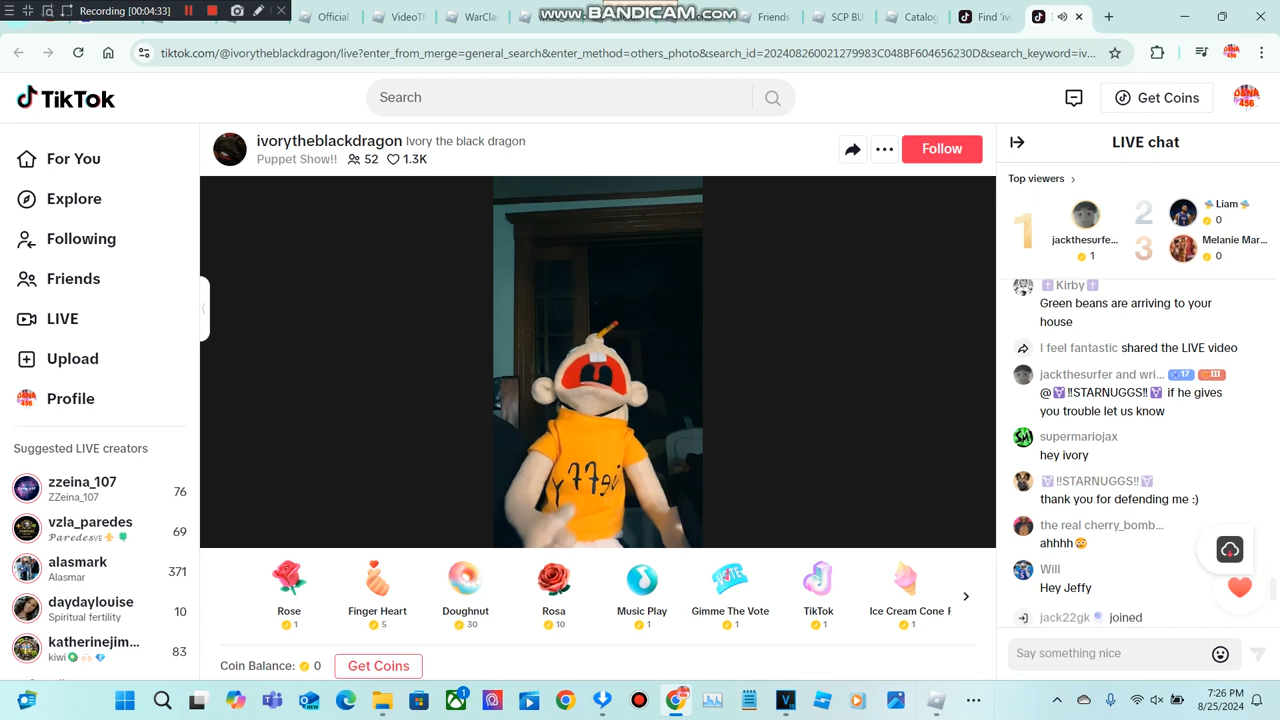 Recording [00:04:33]
Official
VideoT
Warcla
www.BANDICAM.com
Friends
SCP BU
Catalog
Find 'iv
tiktok.com/@ivorytheblackdragon/live?enter_from_merge=general_search&enter_method=others_photo&search_id=202408260021279983C048BF604656230D&search_keyword=iv...
TikTok
Search
Get Coins
For You
Explore
Following
Friends
LIVE
Upload
Profile
Suggested LIVE creators
zzeina_107
ZZeina_107
76
vzla_paredes
𝓟𝓪𝓻𝓮𝓭𝓮𝓼VE
69
alasmark
Alasmar
371
daydaylouise
Spiritual fertility
10
katherinejim...
kiwi
83
ivorytheblackdragon Ivory the black dragon
Puppet Show!! 52 1.3K
Follow
Rose
1
Finger Heart
5
Doughnut
30
Rosa
10
Music Play
1
Gimme The Vote
1
TikTok
1
Ice Cream Cone F
1
Coin Balance: 0
Get Coins
LIVE chat
Top viewers
1
jackthesurfe...
1
2
Liam
0
3
Melanie Mar...
0
Kirby
Green beans are arriving to your
house
I feel fantastic shared the LIVE video
jackthesurfer and wri... 17 III
@‼STARNUGGS‼ if he gives
you trouble let us know
supermariojax
hey ivory
‼STARNUGGS‼
thank you for defending me :)
the real cherry_bomb...
ahhhh
Will
Hey Jeffy
jack22gk joined
Say something nice
7:26 PM
8/25/2024